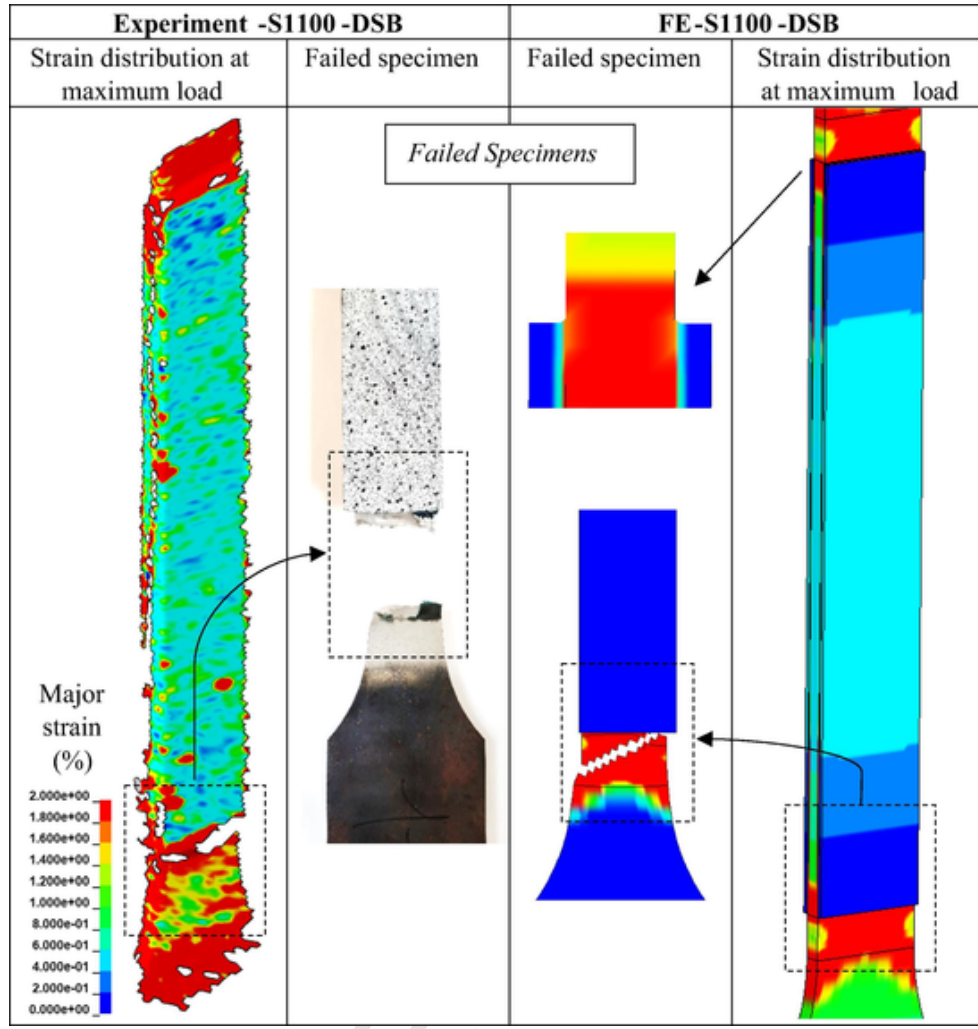 Experiment -S1100 -DSB
FE-S1100-DSB
Strain distribution at
maximum load
Failed specimen
Failed specimen
Strain distribution
at maximum load
Failed Specimens
Major
strain
(%)
2.000e+00
1.800e+00
1.600e+00
1.400e+00
1.200e+00
1.000e+00
8.000e-01
6.000e-01
4.000e-01
2.000e-01
0.000e+00